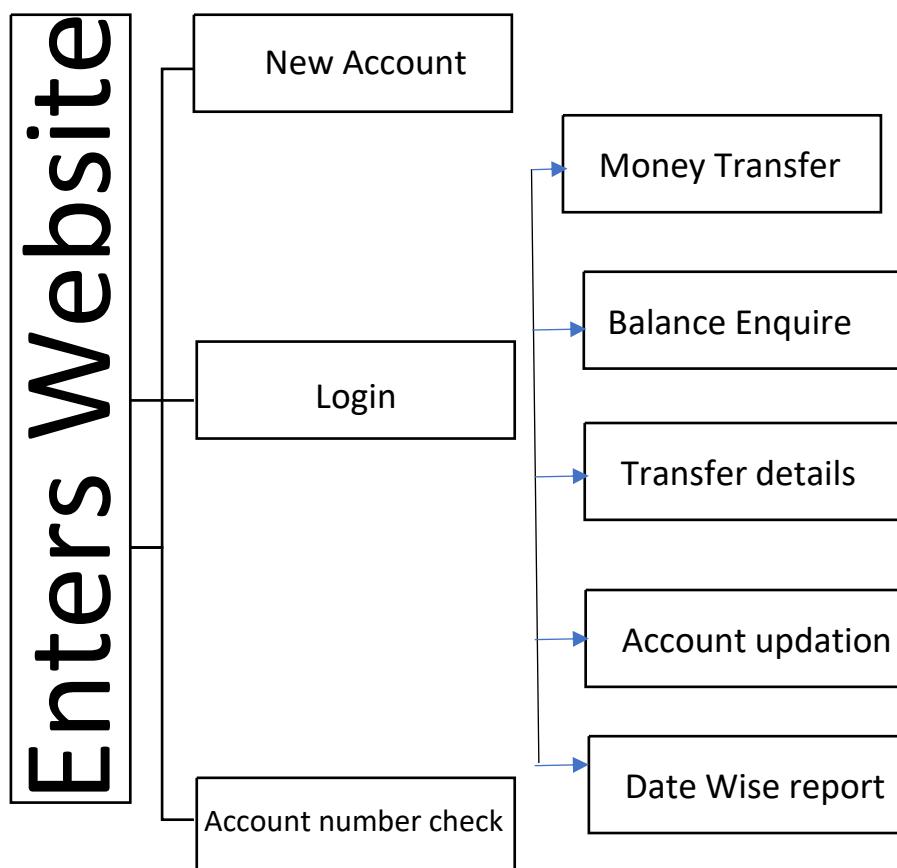 Enters Website
New Account
Login
Account number check
Money Transfer
Balance Enquire
Transfer details
Account updation
Date Wise report